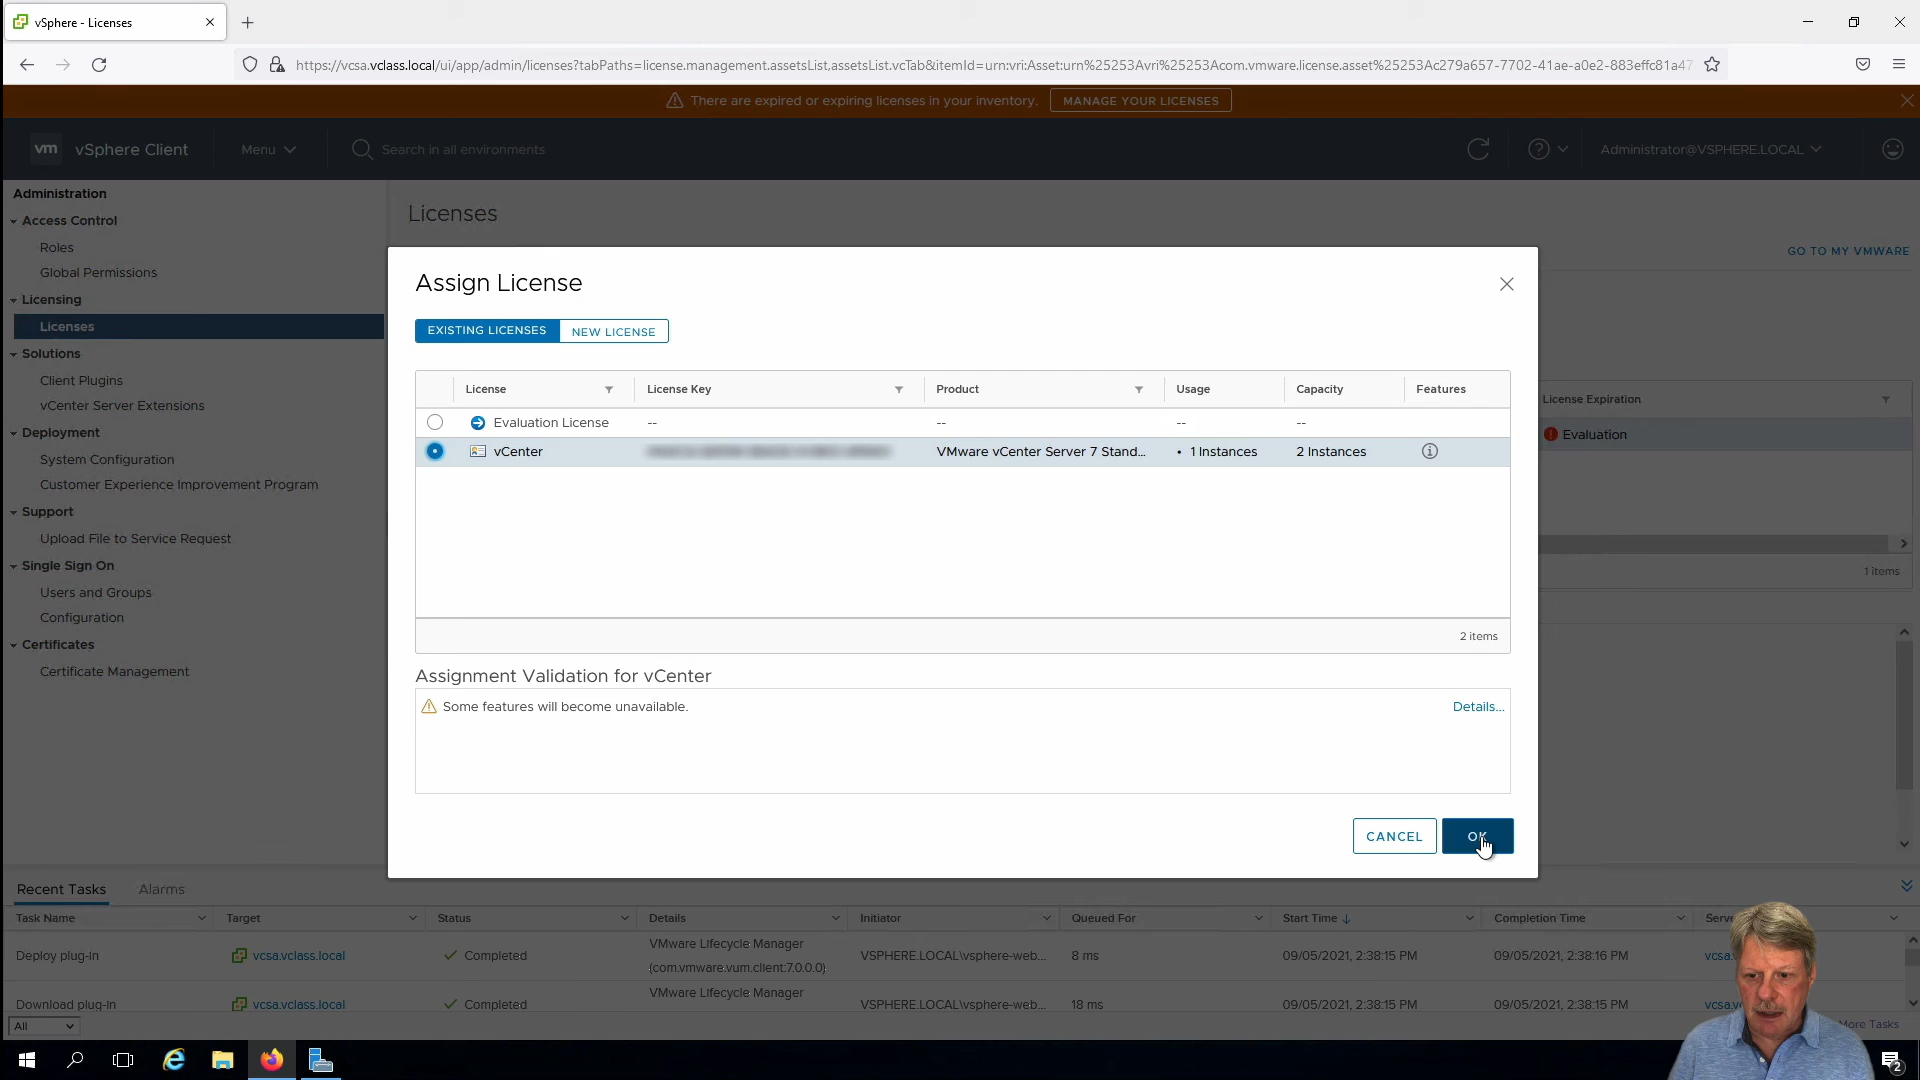 vSphere - Licenses
https://vcsa.vclass.local/ui/app/admin/licenses?tabPaths=license.management.assetsList,assetsList.vcTab&itemId=urn:vri:Asset:urn%25253Avri%25253Acom.vmware.license.asset%25253Ac279a657-7702-41ae-a0e2-883effc81a47
There are expired or expiring licenses in your inventory. MANAGE YOUR LICENSES
vm vSphere Client Menu Search in all environments Administrator@VSPHERE.LOCAL
Administration
Access Control
Roles
Global Permissions
Licensing
Licenses
Solutions
Client Plugins
vCenter Server Extensions
Deployment
System Configuration
Customer Experience Improvement Program
Support
Upload File to Service Request
Single Sign On
Users and Groups
Configuration
Certificates
Certificate Management
Licenses
GO TO MY VMWARE
License Expiration
Evaluation
1 items
Assign License
EXISTING LICENSES NEW LICENSE
License License Key Product Usage Capacity Features
Evaluation License -- -- -- --
vCenter VMware vCenter Server 7 Stand... • 1 Instances 2 Instances
2 items
Assignment Validation for vCenter
Some features will become unavailable. Details...
CANCEL OK
Recent Tasks Alarms
Task Name Target Status Details Initiator Queued For Start Time Completion Time
Deploy plug-in vcsa.vclass.local Completed VMware Lifecycle Manager (com.vmware.vum.client:7.0.0.0) VSPHERE.LOCAL\vsphere-web... 8 ms 09/05/2021, 2:38:15 PM 09/05/2021, 2:38:16 PM
Download plug-in vcsa.vclass.local Completed VMware Lifecycle Manager VSPHERE.LOCAL\vsphere-web... 18 ms 09/05/2021, 2:38:15 PM 09/05/2021, 2:38:15 PM
All More Tasks
2